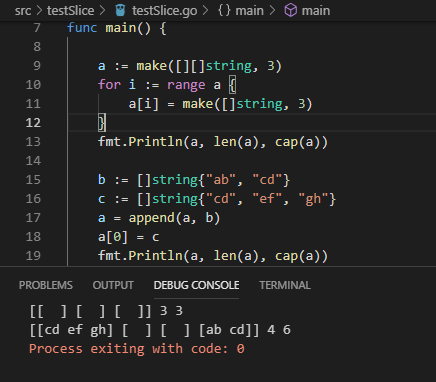 src > testSlice > testSlice.go > {} main > main
7 func main() {
8
9 a := make([][]string, 3)
10 for i := range a {
11 a[i] = make([]string, 3)
12 }
13 fmt.Println(a, len(a), cap(a))
14
15 b := []string{"ab", "cd"}
16 c := []string{"cd", "ef", "gh"}
17 a = append(a, b)
18 a[0] = c
19 fmt.Println(a, len(a), cap(a))
PROBLEMS OUTPUT DEBUG CONSOLE TERMINAL
[[  ] [  ] [  ]] 3 3
[[cd ef gh] [  ] [  ] [ab cd]] 4 6
Process exiting with code: 0